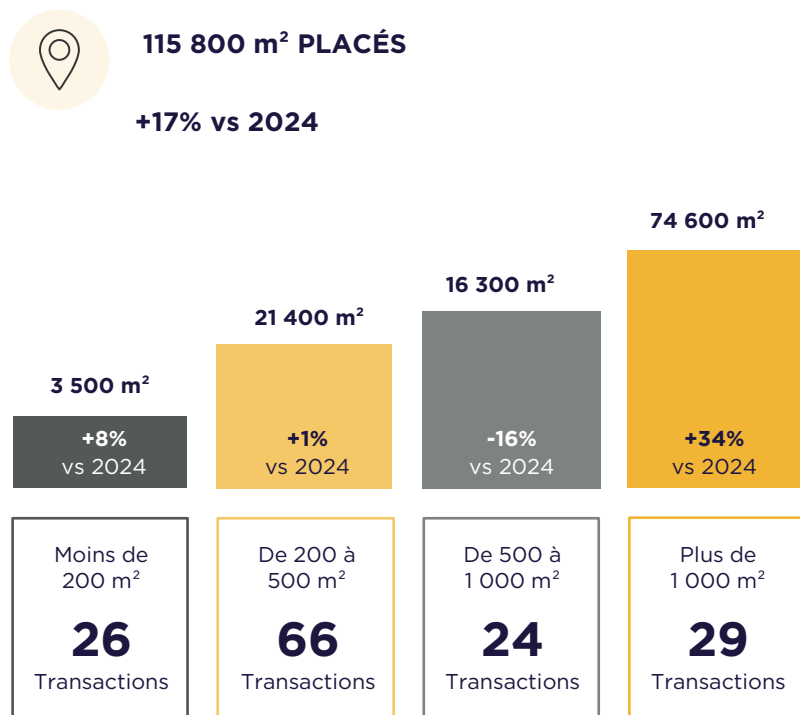 115 800 m² PLACÉS
+17% vs 2024
3 500 m²
+8%
vs 2024
21 400 m²
+1%
vs 2024
16 300 m²
-16%
vs 2024
74 600 m²
+34%
vs 2024
Moins de
200 m²
26
Transactions
De 200 à
500 m²
66
Transactions
De 500 à
1 000 m²
24
Transactions
Plus de
1 000 m²
29
Transactions